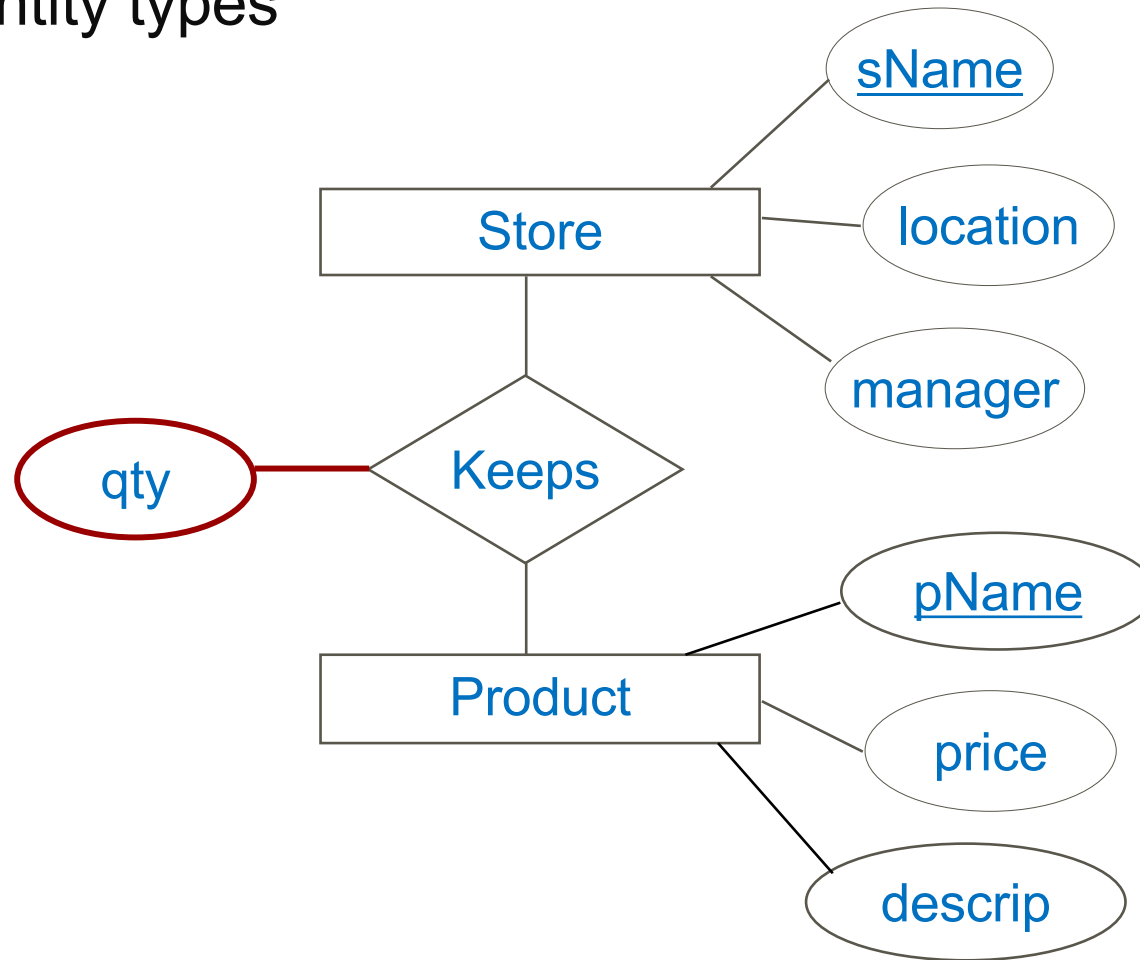 ntity types
sName
Store
location
manager
Keeps
qty
pName
Product
price
descrip